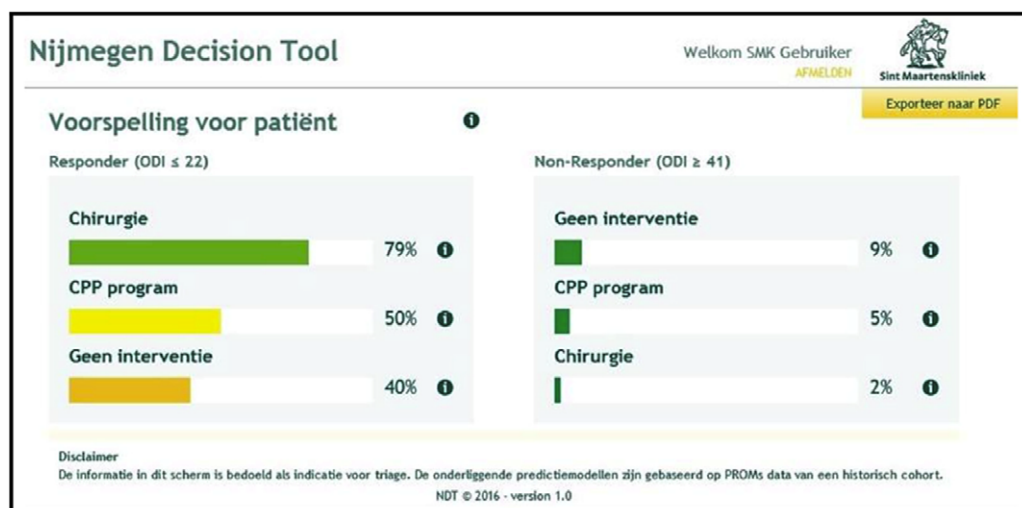 Nijmegen Decision Tool
Welkom SMK Gebruiker
AFMELDEN
Sint Maartenskliniek
Exporteer naar PDF
Voorspelling voor patiënt
Responder (ODI ≤ 22)
Chirurgie
79%
CPP program
50%
Geen interventie
40%
Non-Responder (ODI ≥ 41)
Geen interventie
9%
CPP program
5%
Chirurgie
2%
Disclaimer
De informatie in dit scherm is bedoeld als indicatie voor triage. De onderliggende predictiemodellen zijn gebaseerd op PROMs data van een historisch cohort.
NDT © 2016 - version 1.0